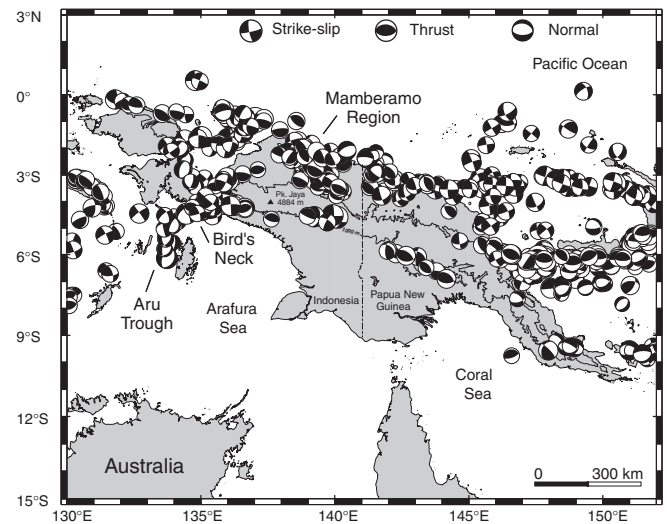 3°N
0°
3°S
6°S
9°S
12°S
15°S
Strike-slip
Thrust
Normal
Pacific Ocean
Mamberamo
Region
Pk. Jaya
4884 m
Bird's
Neck
Aru
Trough
Arafura
Sea
Indonesia
Papua New
Guinea
Coral
Sea
Australia
0 300 km
130°E 135°E 140°E 145°E 150°E